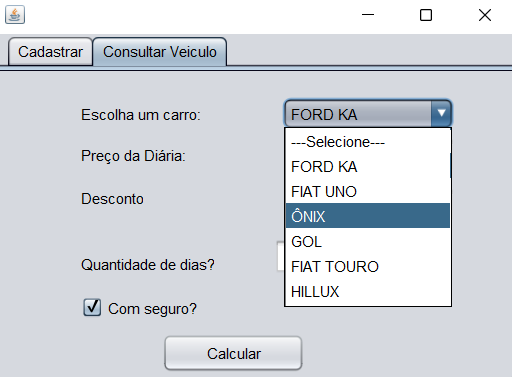 Cadastrar Consultar Veiculo
Escolha um carro: FORD KA
---Selecione---
Preço da Diária: FORD KA
FIAT UNO
Desconto
ÔNIX
GOL
Quantidade de dias? FIAT TOURO
HILLUX
Com seguro?
Calcular